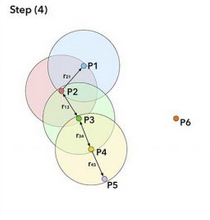 Step (4)
P1
r₂₁
P2
r₁₃
P3
P6
r₃₄
P4
r₄₅
P5